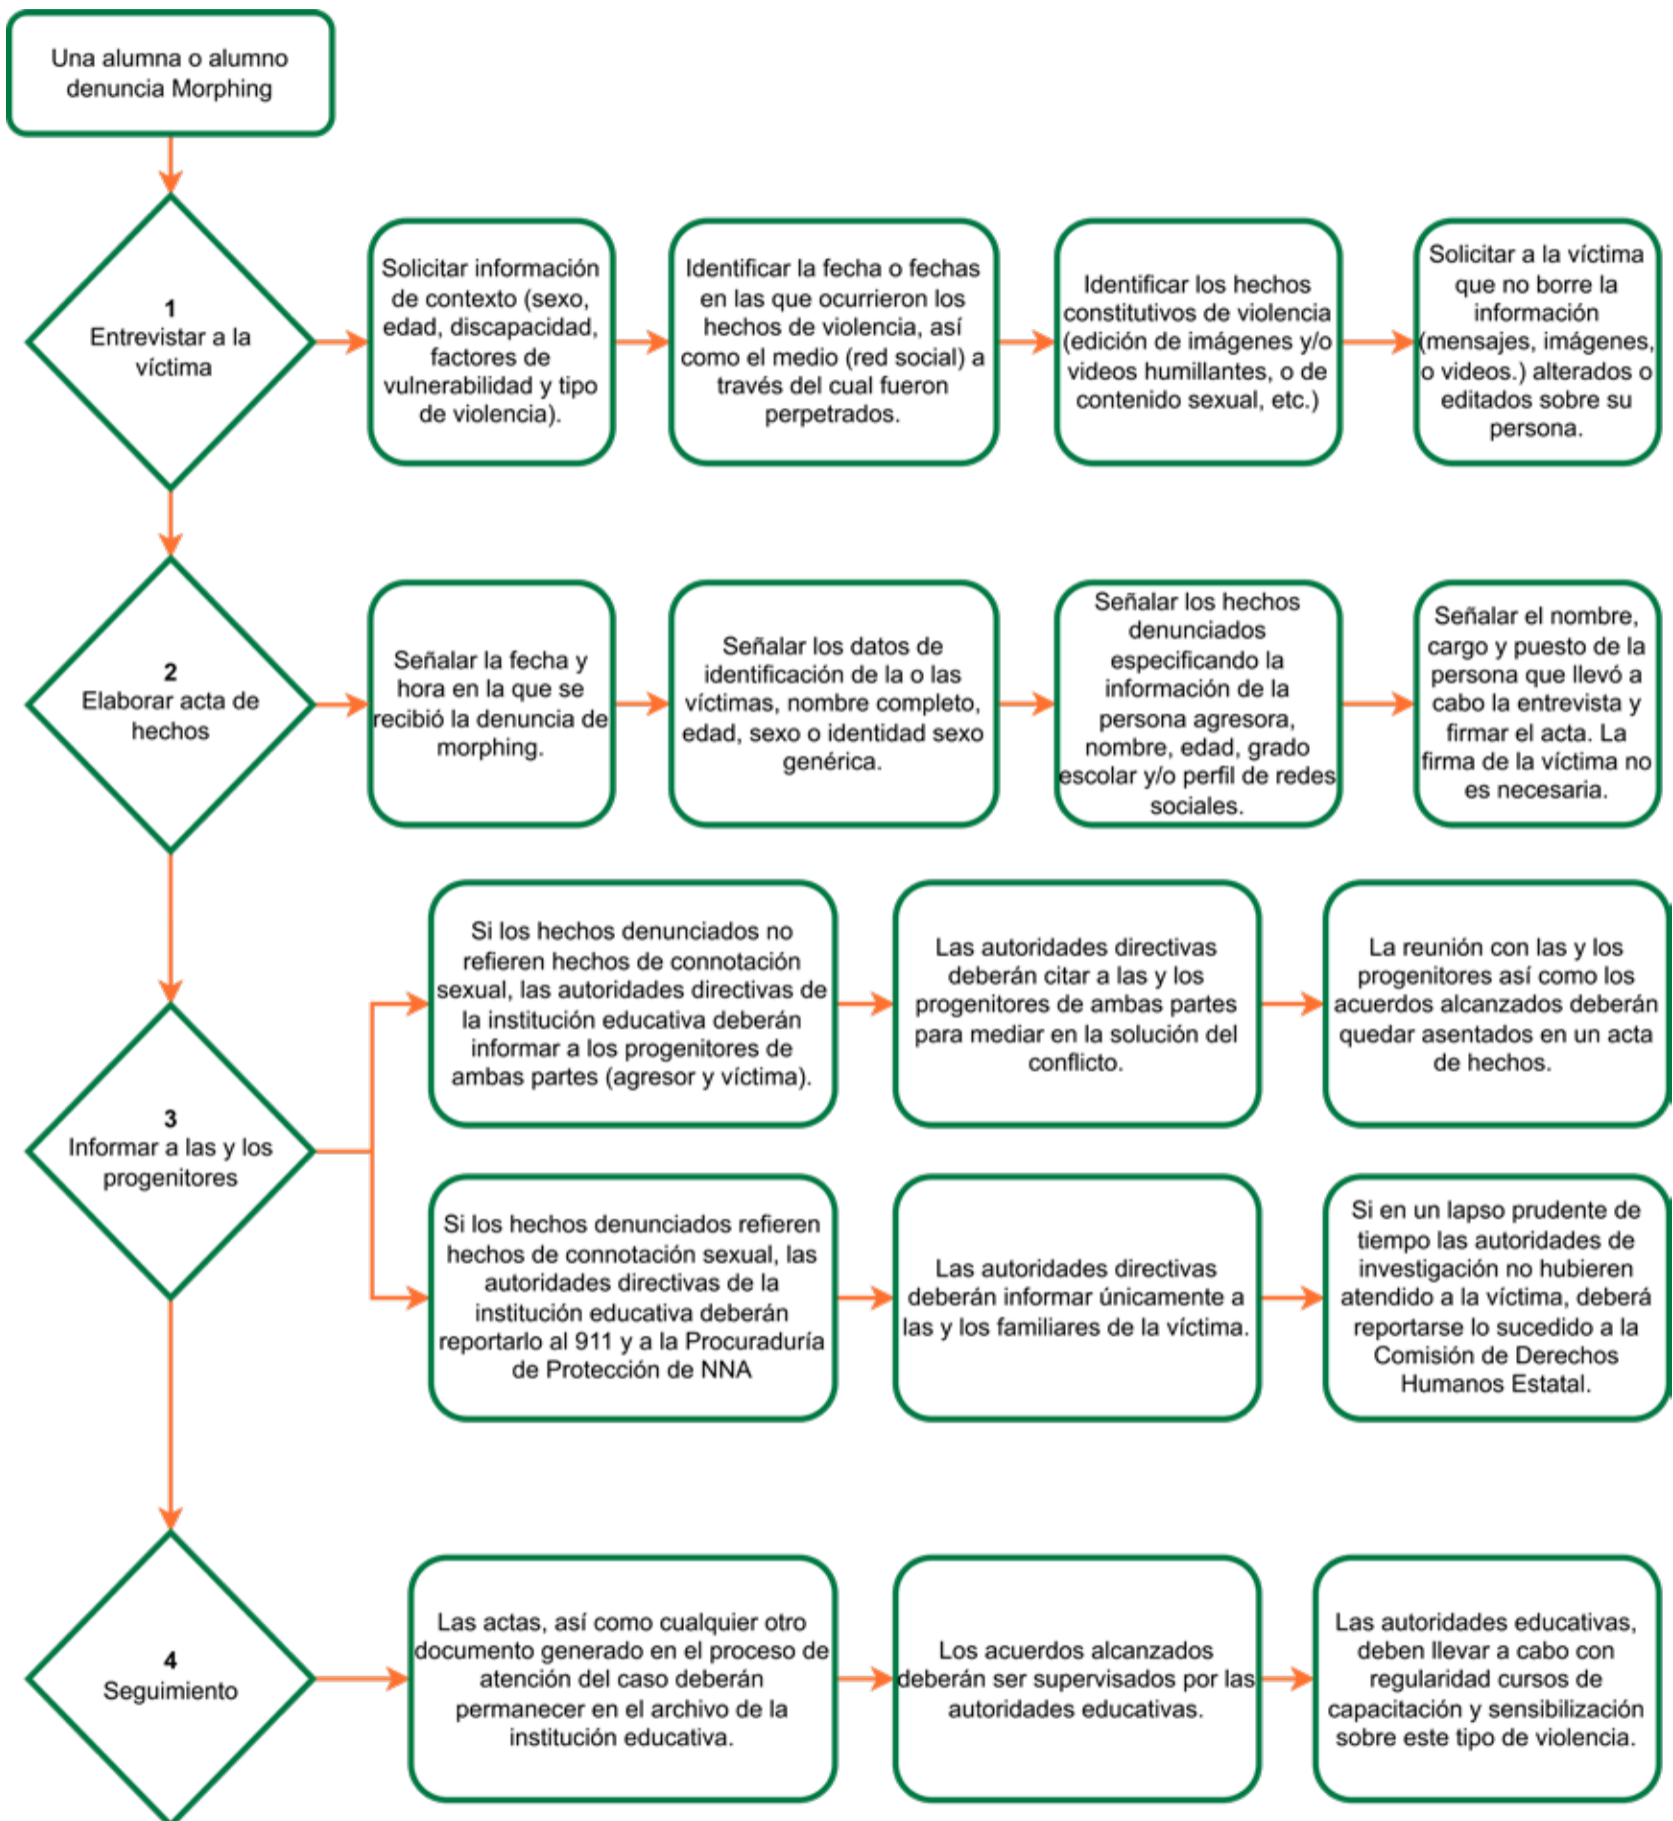 Una alumna o alumno
denuncia Morphing
1
Entrevistar a la
víctima
Solicitar información
de contexto (sexo,
edad, discapacidad,
factores de
vulnerabilidad y tipo
de violencia).
Identificar la fecha o fechas
en las que ocurrieron los
hechos de violencia, así
como el medio (red social) a
través del cual fueron
perpetrados.
Identificar los hechos
constitutivos de violencia
(edición de imágenes y/o
videos humillantes, o de
contenido sexual, etc.)
Solicitar a la víctima
que no borre la
información
(mensajes, imágenes,
o videos.) alterados o
editados sobre su
persona.
2
Elaborar acta de
hechos
Señalar la fecha y
hora en la que se
recibió la denuncia de
morphing.
Señalar los datos de
identificación de la o las
víctimas, nombre completo,
edad, sexo o identidad sexo
genérica.
Señalar los hechos
denunciados
especificando la
información de la
persona agresora,
nombre, edad, grado
escolar y/o perfil de redes
sociales.
Señalar el nombre,
cargo y puesto de la
persona que llevó a
cabo la entrevista y
firmar el acta. La
firma de la víctima no
es necesaria.
3
Informar a las y los
progenitores
Si los hechos denunciados no
refieren hechos de connotación
sexual, las autoridades directivas de
la institución educativa deberán
informar a los progenitores de
ambas partes (agresor y víctima).
Las autoridades directivas
deberán citar a las y los
progenitores de ambas partes
para mediar en la solución del
conflicto.
La reunión con las y los
progenitores así como los
acuerdos alcanzados deberán
quedar asentados en un acta
de hechos.
Si los hechos denunciados refieren
hechos de connotación sexual, las
autoridades directivas de la
institución educativa deberán
reportarlo al 911 y a la Procuraduría
de Protección de NNA
Las autoridades directivas
deberán informar únicamente a
las y los familiares de la víctima.
Si en un lapso prudente de
tiempo las autoridades de
investigación no hubieren
atendido a la víctima, deberá
reportarse lo sucedido a la
Comisión de Derechos
Humanos Estatal.
4
Seguimiento
Las actas, así como cualquier otro
documento generado en el proceso de
atención del caso deberán
permanecer en el archivo de la
institución educativa.
Los acuerdos alcanzados
deberán ser supervisados por las
autoridades educativas.
Las autoridades educativas,
deben llevar a cabo con
regularidad cursos de
capacitación y sensibilización
sobre este tipo de violencia.